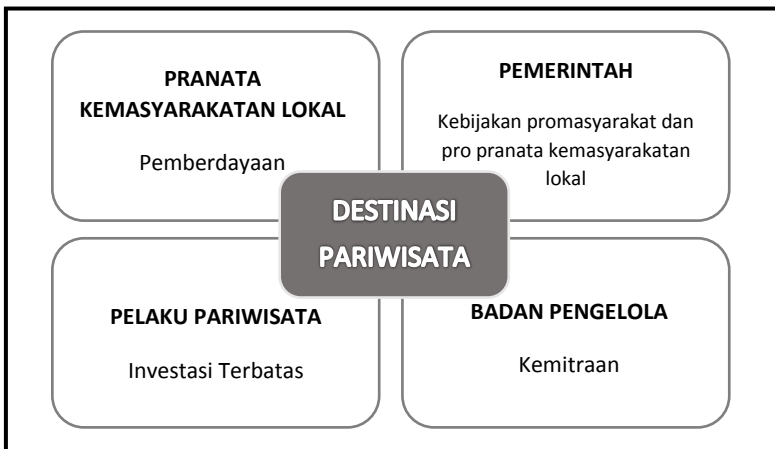 PRANATA
KEMASYARAKATAN LOKAL
Pemberdayaan
PEMERINTAH
Kebijakan promasyarakat dan
pro pranata kemasyarakatan
lokal
DESTINASI
PARIWISATA
PELAKU PARIWISATA
Investasi Terbatas
BADAN PENGELOLA
Kemitraan